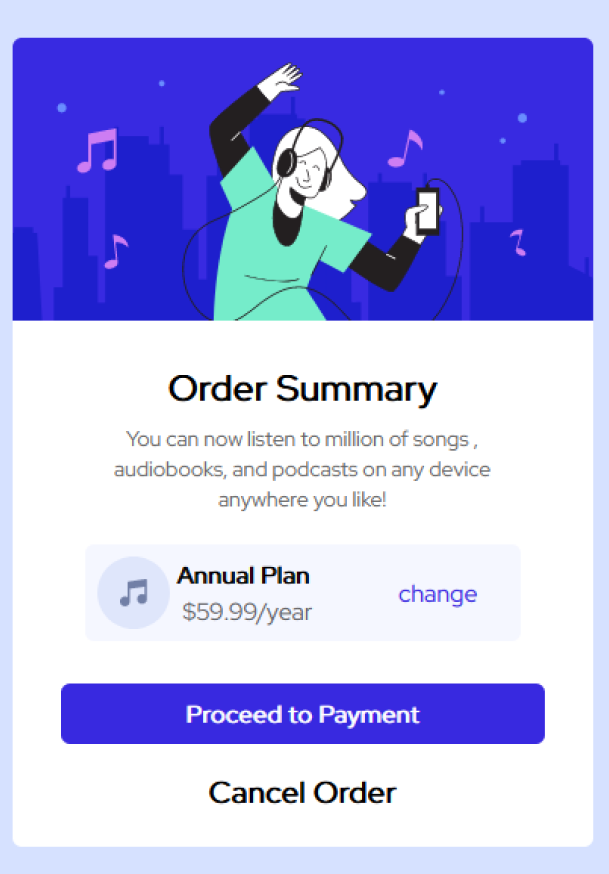 Order Summary
You can now listen to million of songs ,
audiobooks, and podcasts on any device
anywhere you like!
Annual Plan
$59.99/year
change
Proceed to Payment
Cancel Order